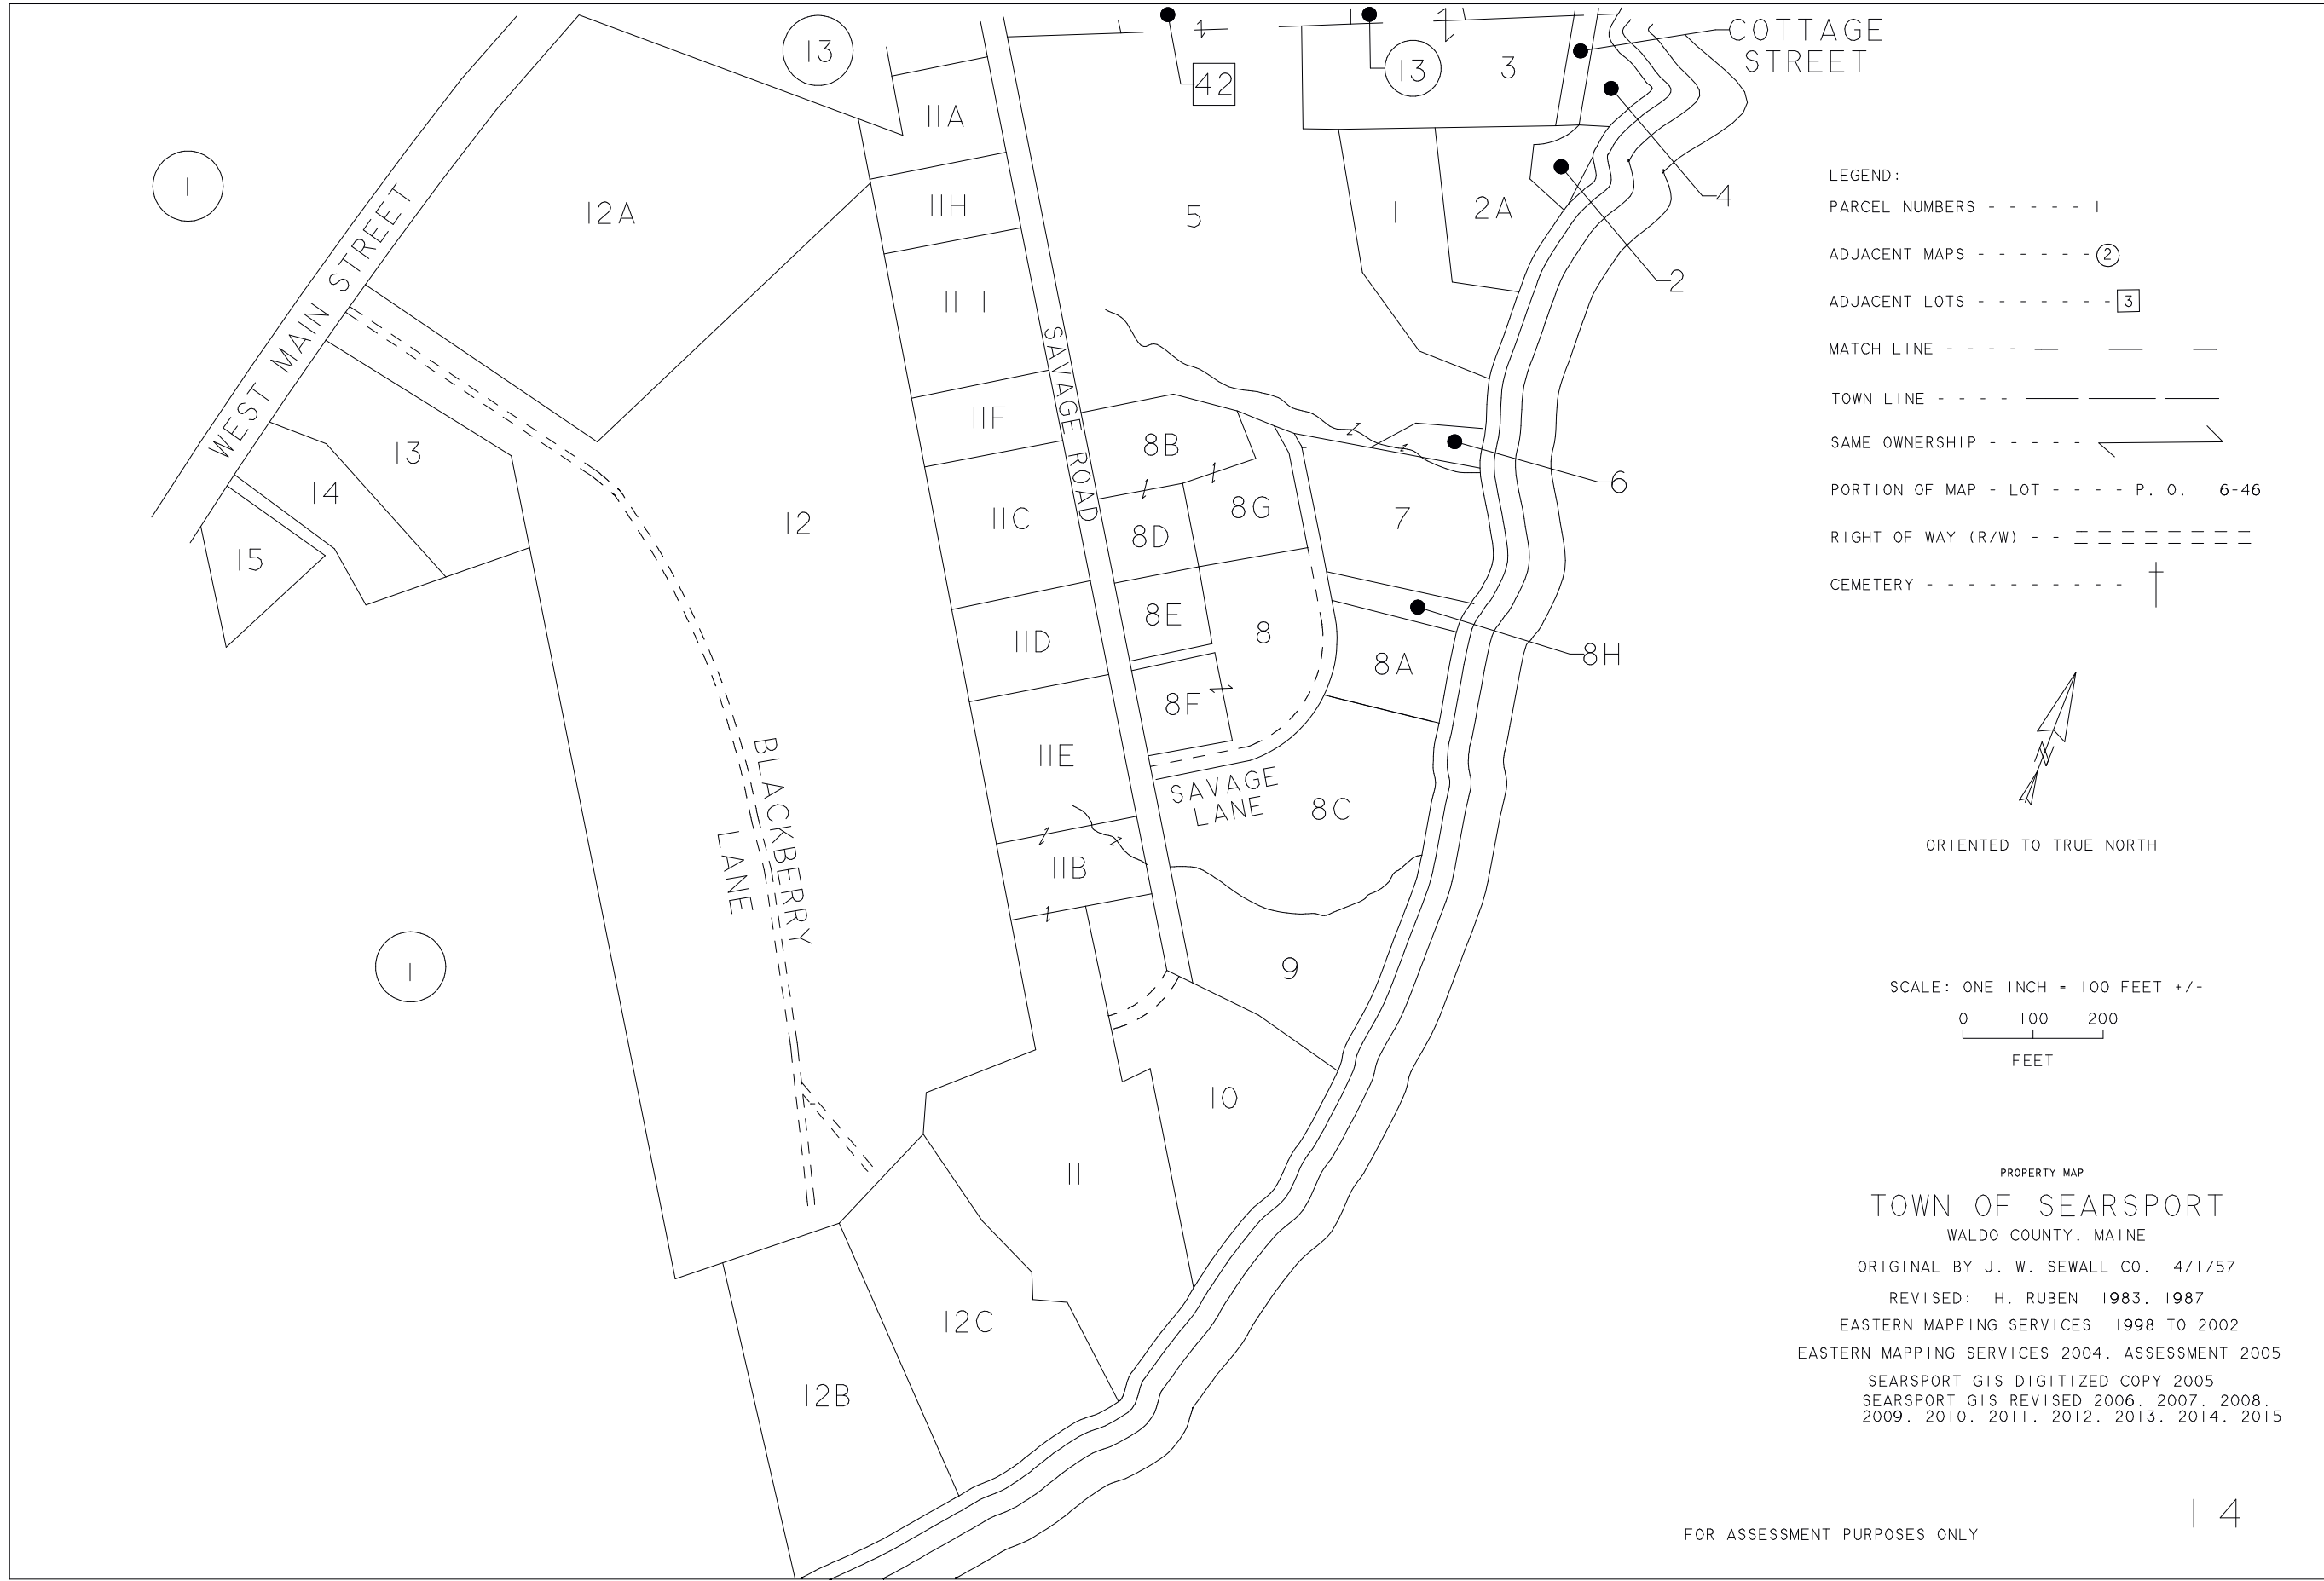 COTTAGE
STREET
13
42
13
3
11A
1
12A
11H
5
1
2A
4
2
WEST MAIN STREET
11 I
SAVAGE ROAD
11F
8B
13
6
14
12
11C
8G
7
8D
15
8E
8
11D
8A
8H
8F
11E
SAVAGE
LANE
8C
BLACKBERRY
LANE
11B
1
9
10
11
12C
12B
LEGEND:
PARCEL NUMBERS - - - - - 1
ADJACENT MAPS - - - - - - 2
ADJACENT LOTS - - - - - - - 3
MATCH LINE - - - -
TOWN LINE - - - -
SAME OWNERSHIP - - - - -
PORTION OF MAP - LOT - - - - P. O. 6-46
RIGHT OF WAY (R/W) - -
CEMETERY - - - - - - - - - -
N
ORIENTED TO TRUE NORTH
SCALE: ONE INCH = 100 FEET +/-
0 100 200
FEET
PROPERTY MAP
TOWN OF SEARSPORT
WALDO COUNTY, MAINE
ORIGINAL BY J. W. SEWALL CO. 4/1/57
REVISED: H. RUBEN 1983, 1987
EASTERN MAPPING SERVICES 1998 TO 2002
EASTERN MAPPING SERVICES 2004, ASSESSMENT 2005
SEARSPORT GIS DIGITIZED COPY 2005
SEARSPORT GIS REVISED 2006, 2007, 2008,
2009, 2010, 2011, 2012, 2013, 2014, 2015
14
FOR ASSESSMENT PURPOSES ONLY